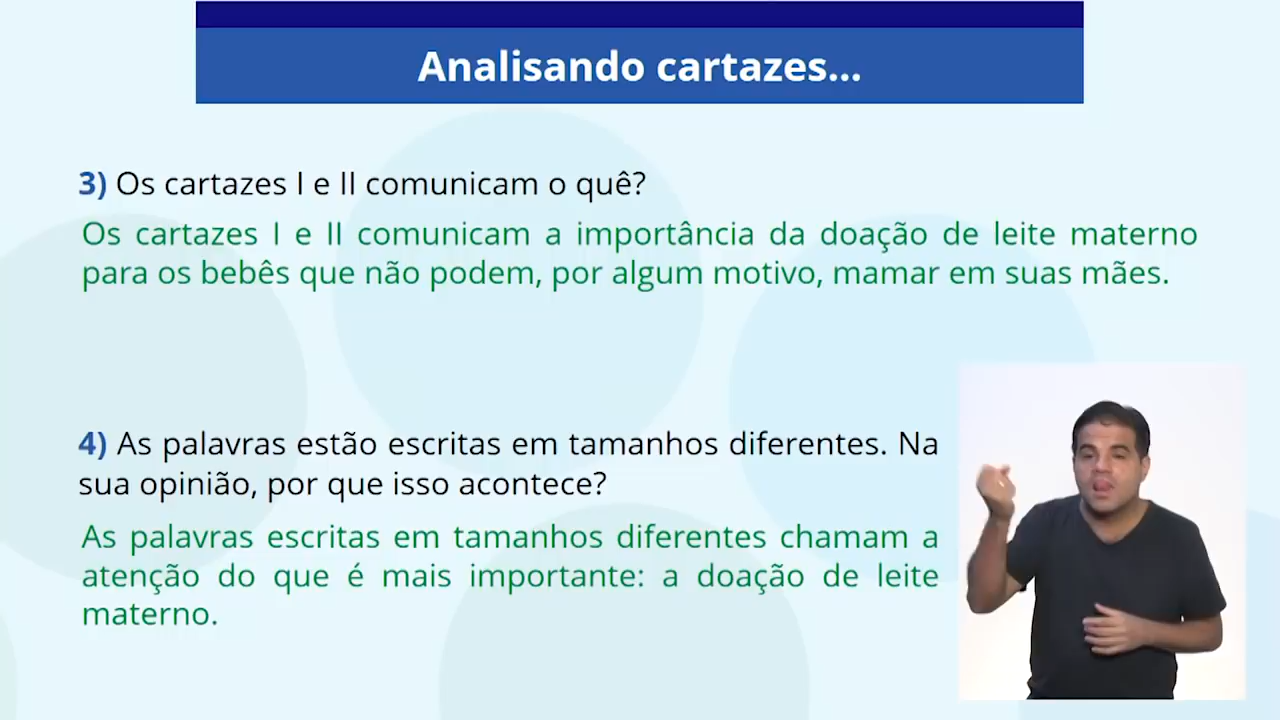 Analisando cartazes...
3) Os cartazes I e II comunicam o quê?
Os cartazes I e II comunicam a importância da doação de leite materno
para os bebês que não podem, por algum motivo, mamar em suas mães.
4) As palavras estão escritas em tamanhos diferentes. Na
sua opinião, por que isso acontece?
As palavras escritas em tamanhos diferentes chamam a
atenção do que é mais importante: a doação de leite
materno.